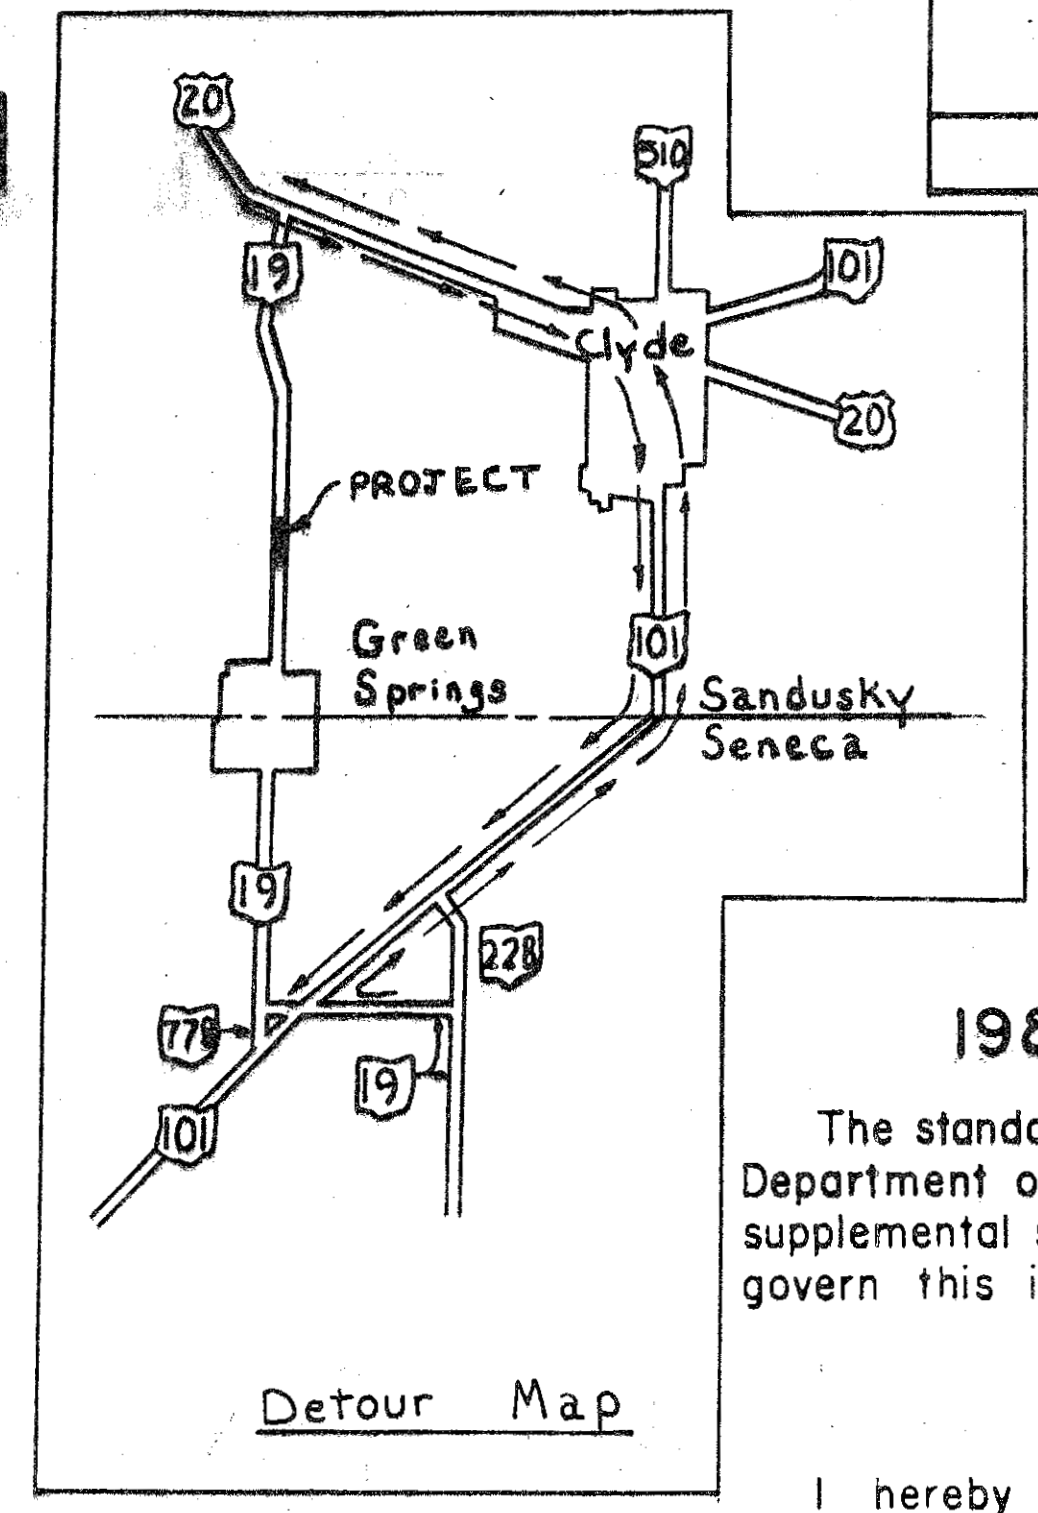 20
510
19
101
Clyde
20
PROJECT
Green
Springs
101
Sandusky
Seneca
19
228
778
19
101
198
The standa
Department o
supplemental
govern this i
Detour Map
I hereby